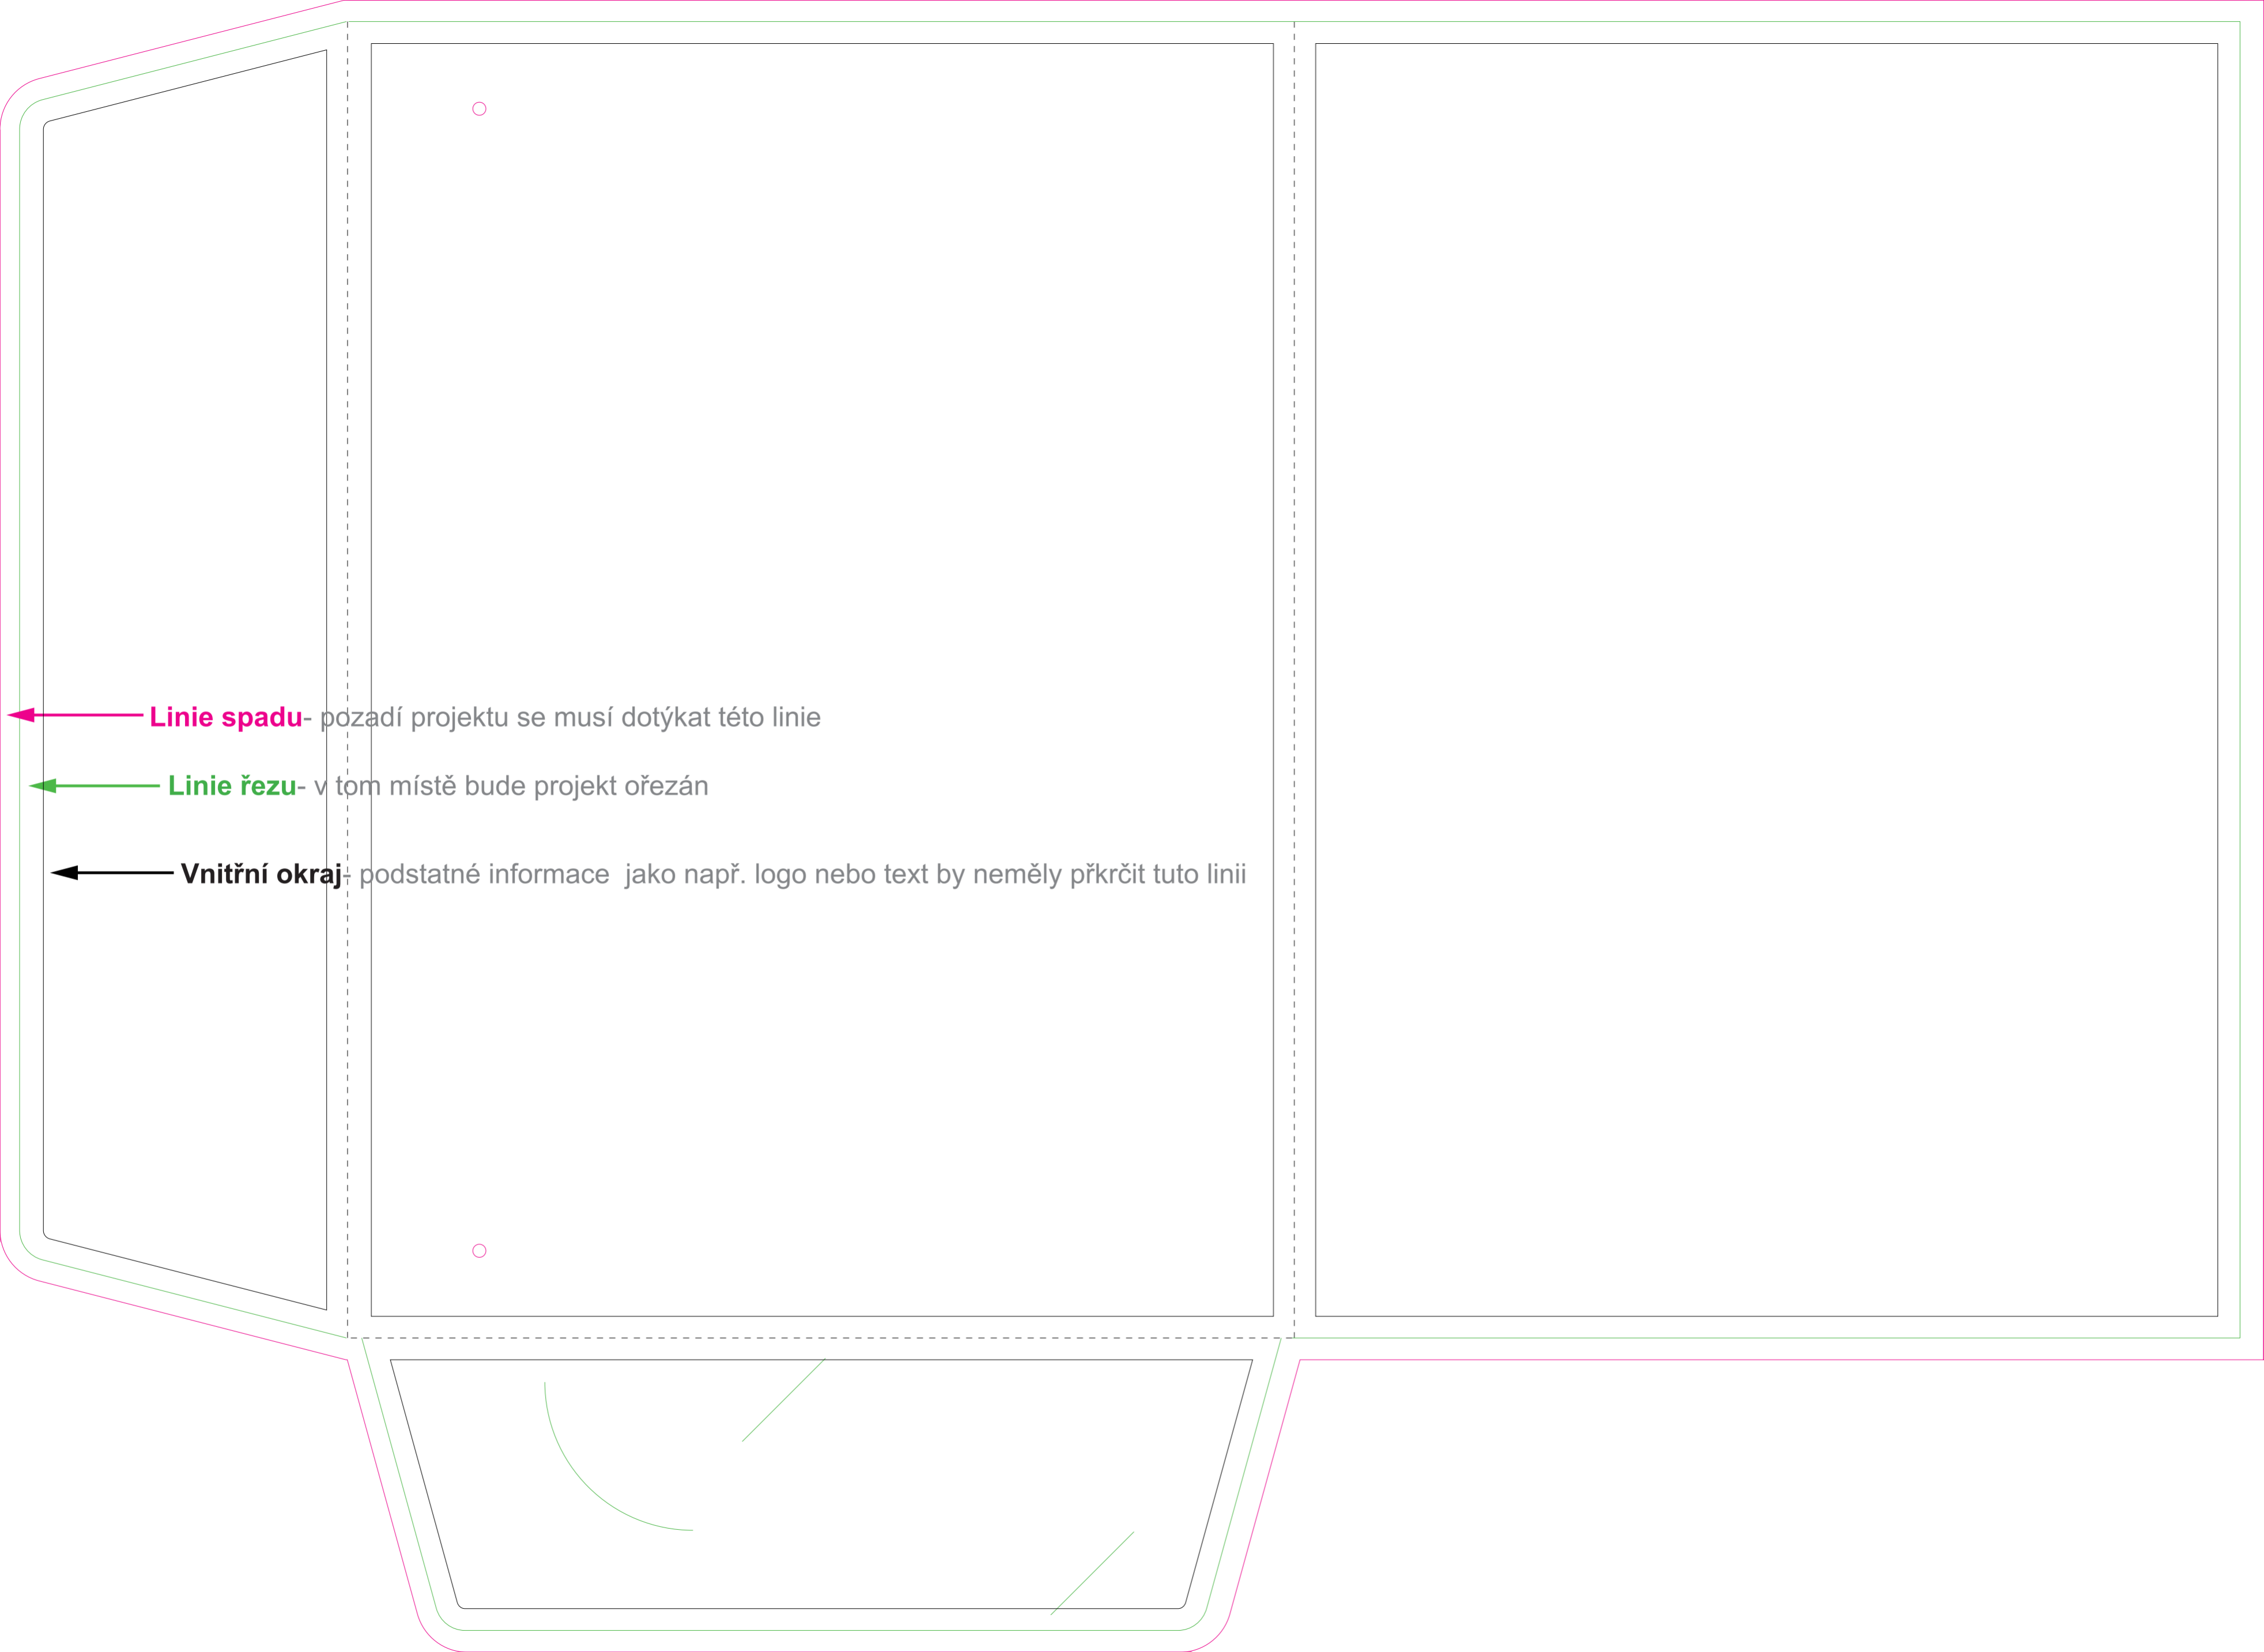 Linie spadu- pozadí projektu se musí dotýkat této linie
Linie řezu- v tom místě bude projekt ořezán
Vnitřní okraj- podstatné informace  jako např. logo nebo text by neměly přkrčit tuto linii